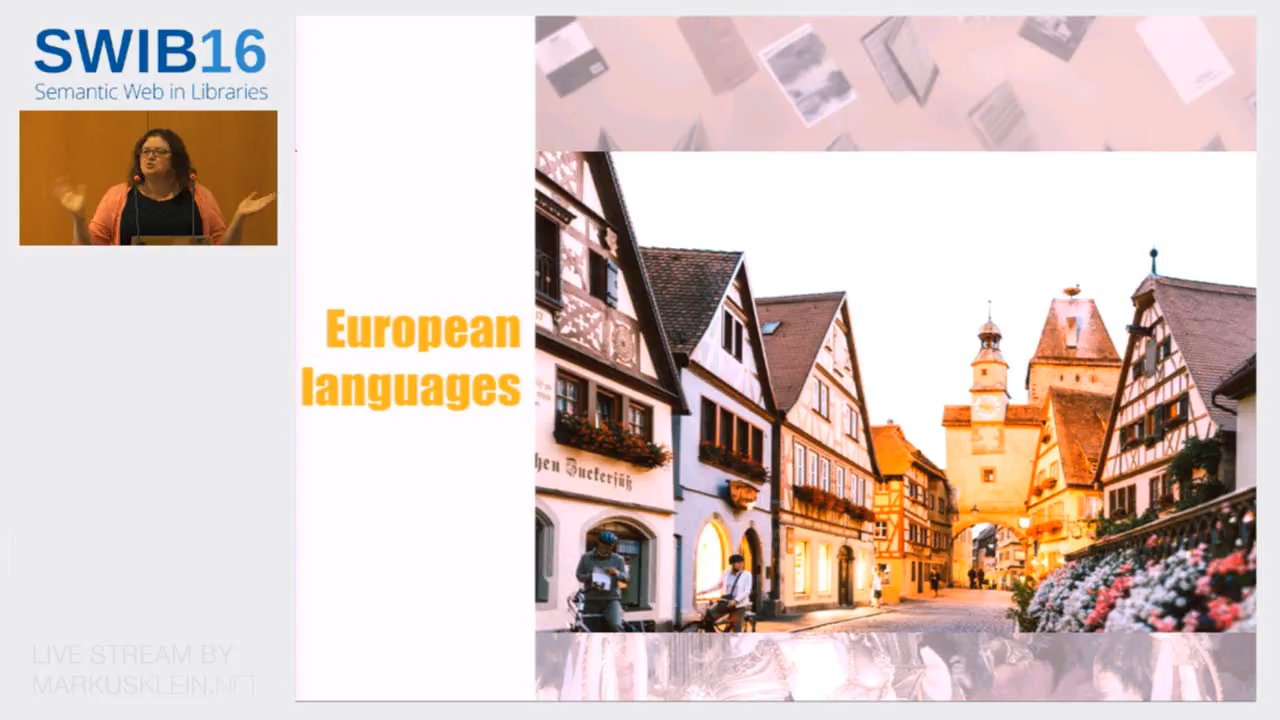 SWIB16
Semantic Web in Libraries
European
languages
hen Zuckersüß
LIVE STREAM BY
MARKUSKLEIN.NET